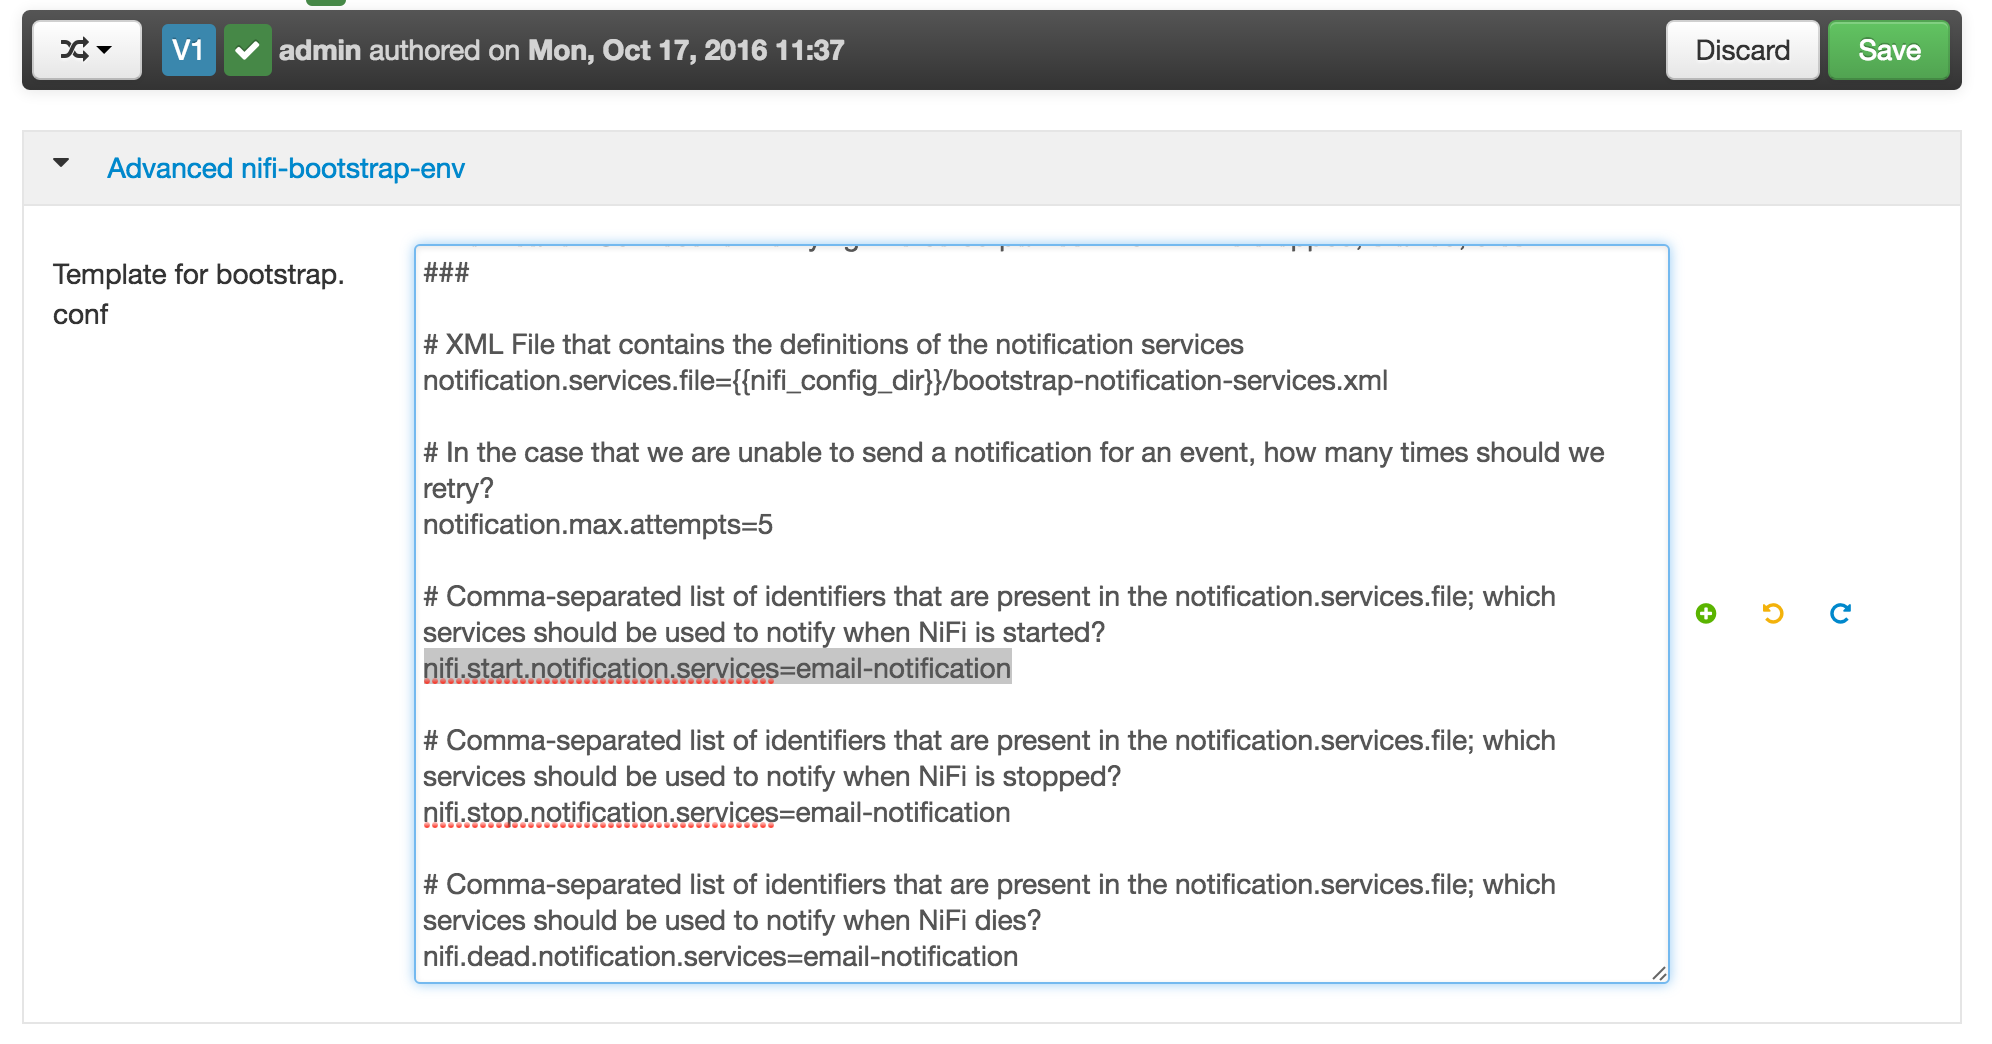 V1 admin authored on Mon, Oct 17, 2016 11:37 Discard Save
Advanced nifi-bootstrap-env
Template for bootstrap.
conf
###
# XML File that contains the definitions of the notification services
notification.services.file={{nifi_config_dir}}/bootstrap-notification-services.xml
# In the case that we are unable to send a notification for an event, how many times should we
retry?
notification.max.attempts=5
# Comma-separated list of identifiers that are present in the notification.services.file; which
services should be used to notify when NiFi is started?
nifi.start.notification.services=email-notification
# Comma-separated list of identifiers that are present in the notification.services.file; which
services should be used to notify when NiFi is stopped?
nifi.stop.notification.services=email-notification
# Comma-separated list of identifiers that are present in the notification.services.file; which
services should be used to notify when NiFi dies?
nifi.dead.notification.services=email-notification